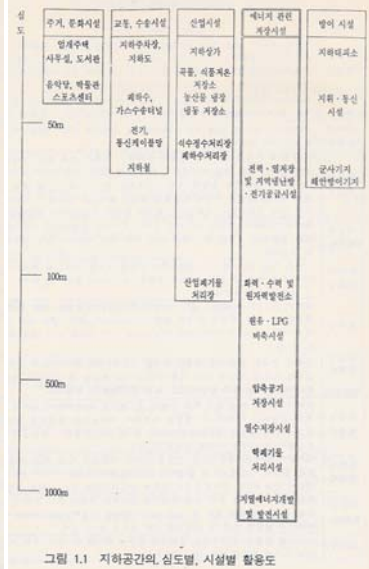 심
도
주거, 문화시설
교통, 수송시설
산업시설
에너지 관련
저장시설
방어 시설
엄개주택
사무실, 도서관
음악당, 박물관
스포츠센터
지하주차장,
지하도
폐하수,
가스수송터널
전기,
통신케이블망
지하철
지하상가
곡물, 식품저온
저장소
농산물 냉장
냉동 저장소
식수정수처리장
폐하수처리장
산업폐기물
처리장
전력·열저장
및 지역냉난방
·전기공급시설
화력·수력 및
원자력발전소
원유·LPG
비축시설
압축공기
저장시설
열수저장시설
핵폐기물
처리시설
지열에너지개발
및 발전시설
지하대피소
지휘·통신
시설
군사기지
해안방어기지
50m
100m
500m
1000m
그림 1.1 지하공간의 심도별, 시설별 활용도